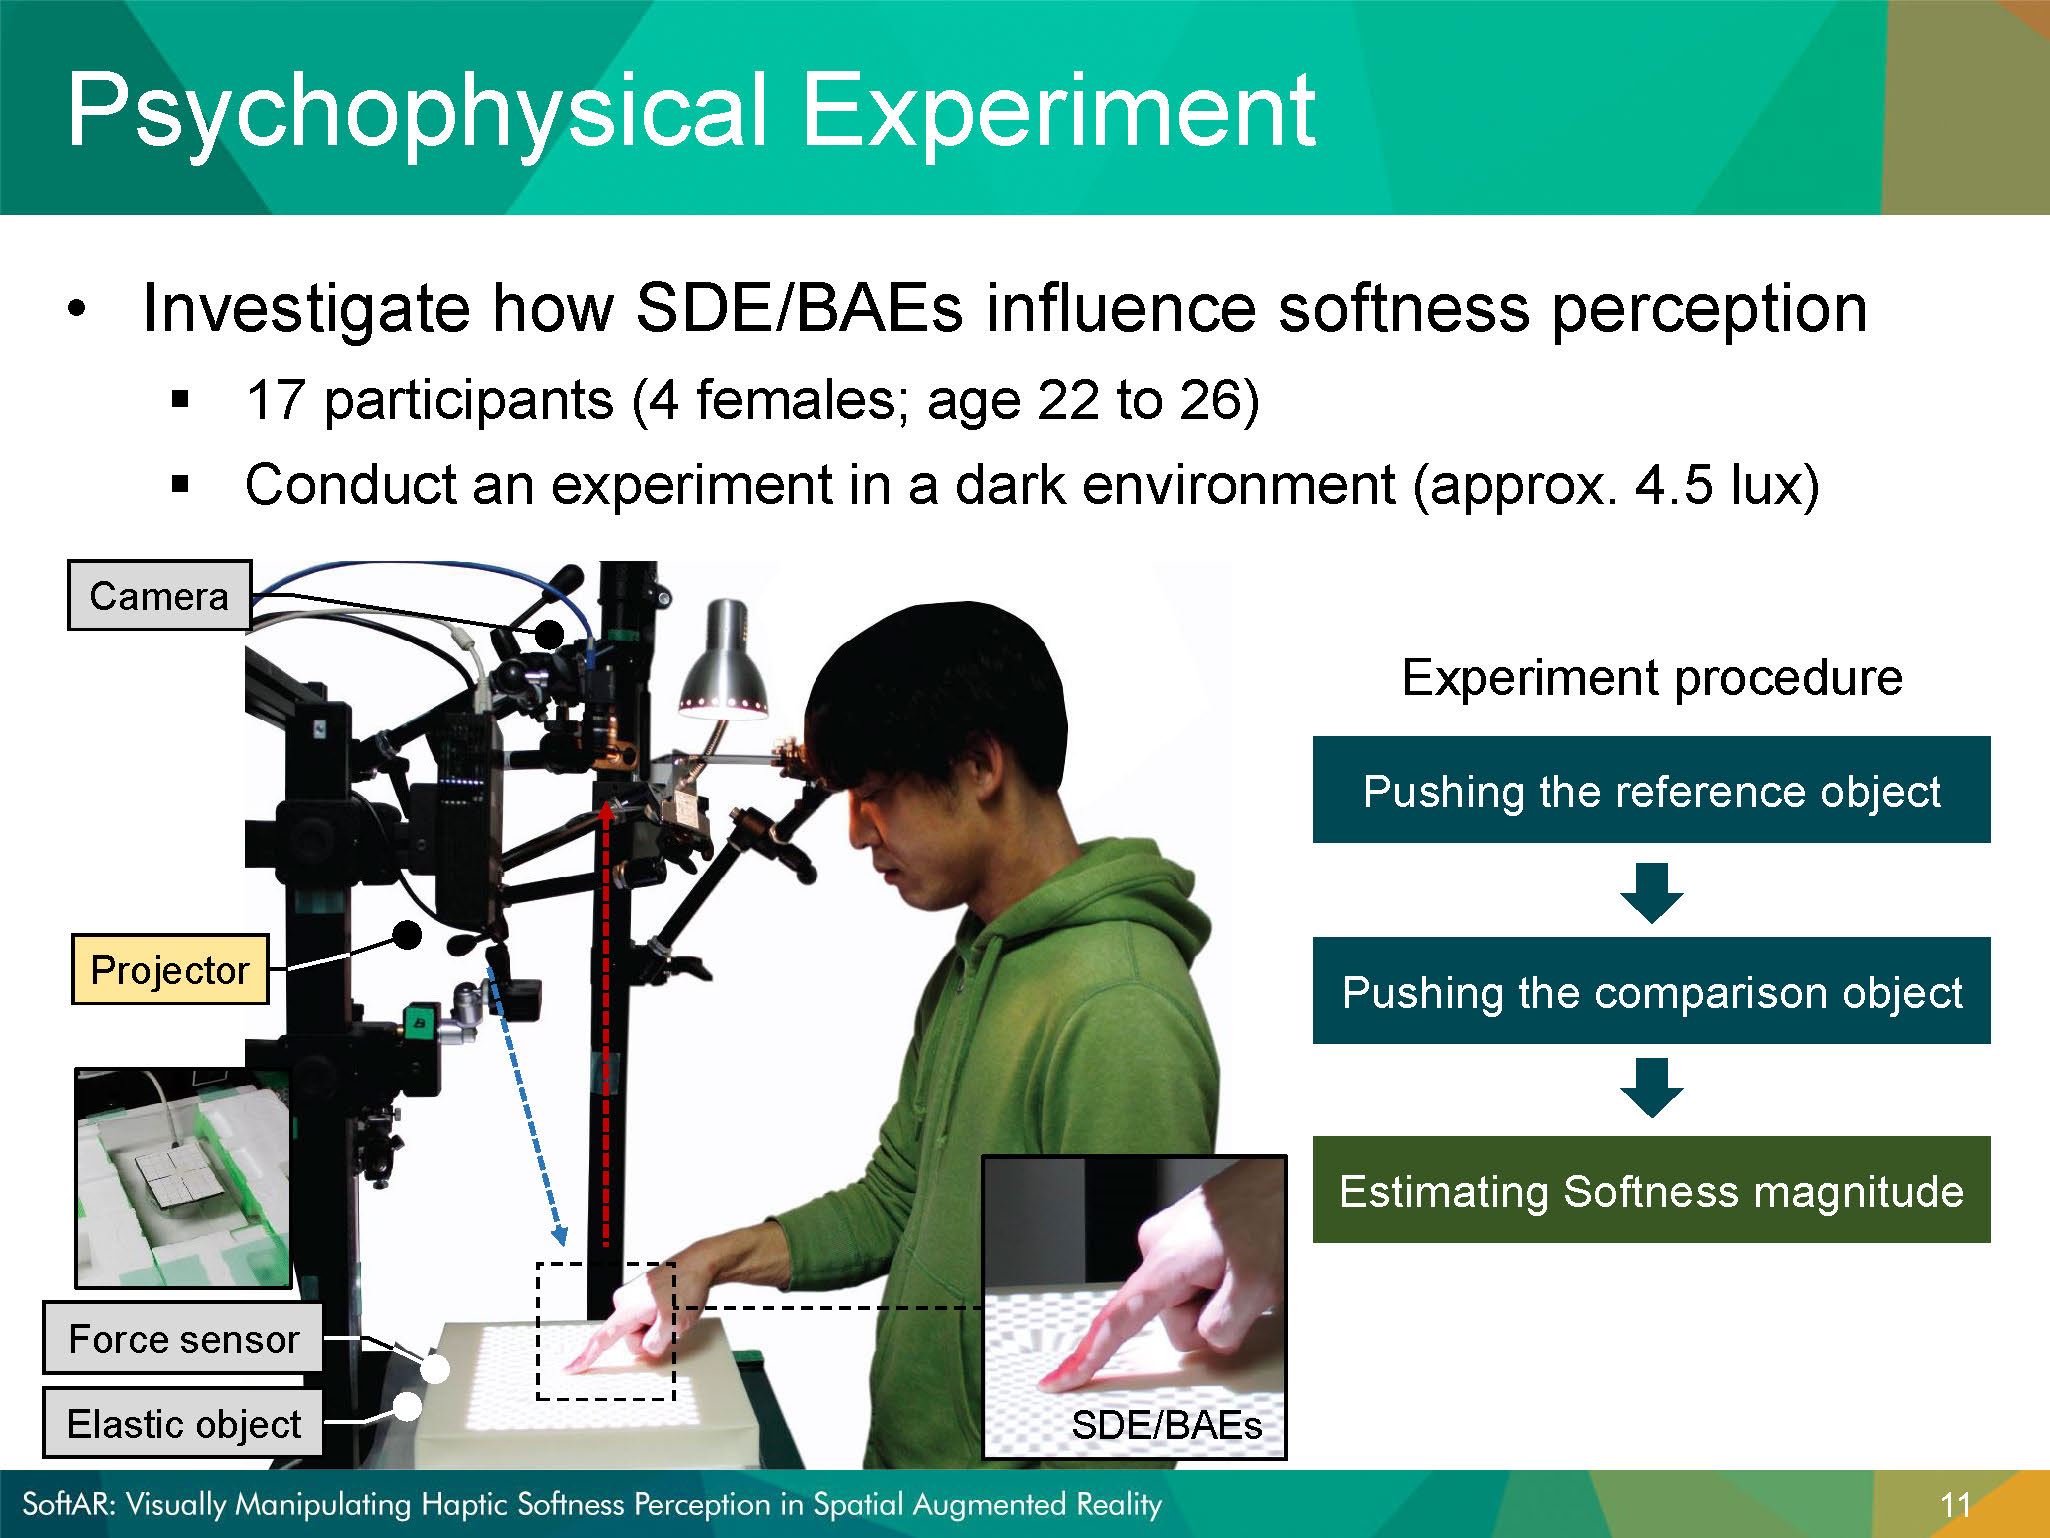 Psychophysical Experiment
• Investigate how SDE/BAEs influence softness perception
▪ 17 participants (4 females; age 22 to 26)
▪ Conduct an experiment in a dark environment (approx. 4.5 lux)
Camera
Projector
B
Force sensor
Elastic object
SDE/BAEs
Experiment procedure
Pushing the reference object
Pushing the comparison object
Estimating Softness magnitude
SoftAR: Visually Manipulating Haptic Softness Perception in Spatial Augmented Reality
11